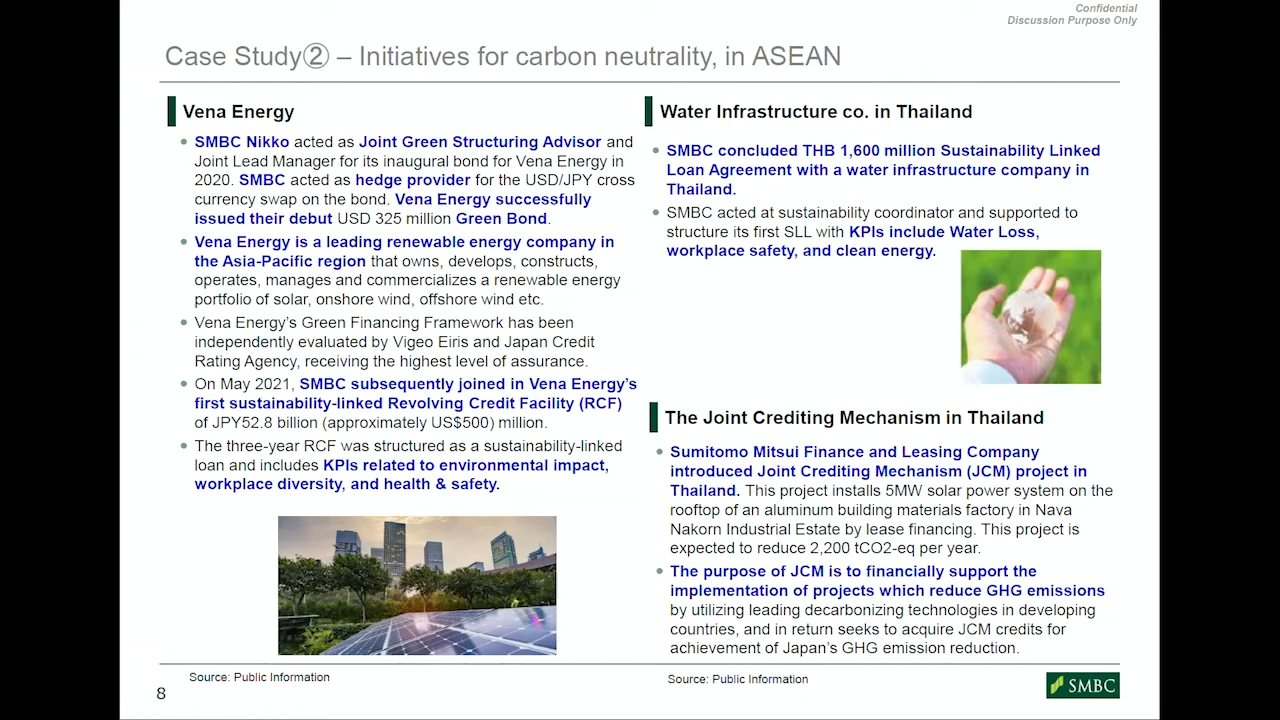 Confidential
Discussion Purpose Only
Case Study② – Initiatives for carbon neutrality, in ASEAN
Vena Energy
• SMBC Nikko acted as Joint Green Structuring Advisor and
Joint Lead Manager for its inaugural bond for Vena Energy in
2020. SMBC acted as hedge provider for the USD/JPY cross
currency swap on the bond. Vena Energy successfully
issued their debut USD 325 million Green Bond.
• Vena Energy is a leading renewable energy company in
the Asia-Pacific region that owns, develops, constructs,
operates, manages and commercializes a renewable energy
portfolio of solar, onshore wind, offshore wind etc.
• Vena Energy’s Green Financing Framework has been
independently evaluated by Vigeo Eiris and Japan Credit
Rating Agency, receiving the highest level of assurance.
• On May 2021, SMBC subsequently joined in Vena Energy’s
first sustainability-linked Revolving Credit Facility (RCF)
of JPY52.8 billion (approximately US$500) million.
• The three-year RCF was structured as a sustainability-linked
loan and includes KPIs related to environmental impact,
workplace diversity, and health & safety.
Source: Public Information
Water Infrastructure co. in Thailand
• SMBC concluded THB 1,600 million Sustainability Linked
Loan Agreement with a water infrastructure company in
Thailand.
• SMBC acted at sustainability coordinator and supported to
structure its first SLL with KPIs include Water Loss,
workplace safety, and clean energy.
The Joint Crediting Mechanism in Thailand
• Sumitomo Mitsui Finance and Leasing Company
introduced Joint Crediting Mechanism (JCM) project in
Thailand. This project installs 5MW solar power system on the
rooftop of an aluminum building materials factory in Nava
Nakorn Industrial Estate by lease financing. This project is
expected to reduce 2,200 tCO2-eq per year.
• The purpose of JCM is to financially support the
implementation of projects which reduce GHG emissions
by utilizing leading decarbonizing technologies in developing
countries, and in return seeks to acquire JCM credits for
achievement of Japan’s GHG emission reduction.
Source: Public Information
8
SMBC